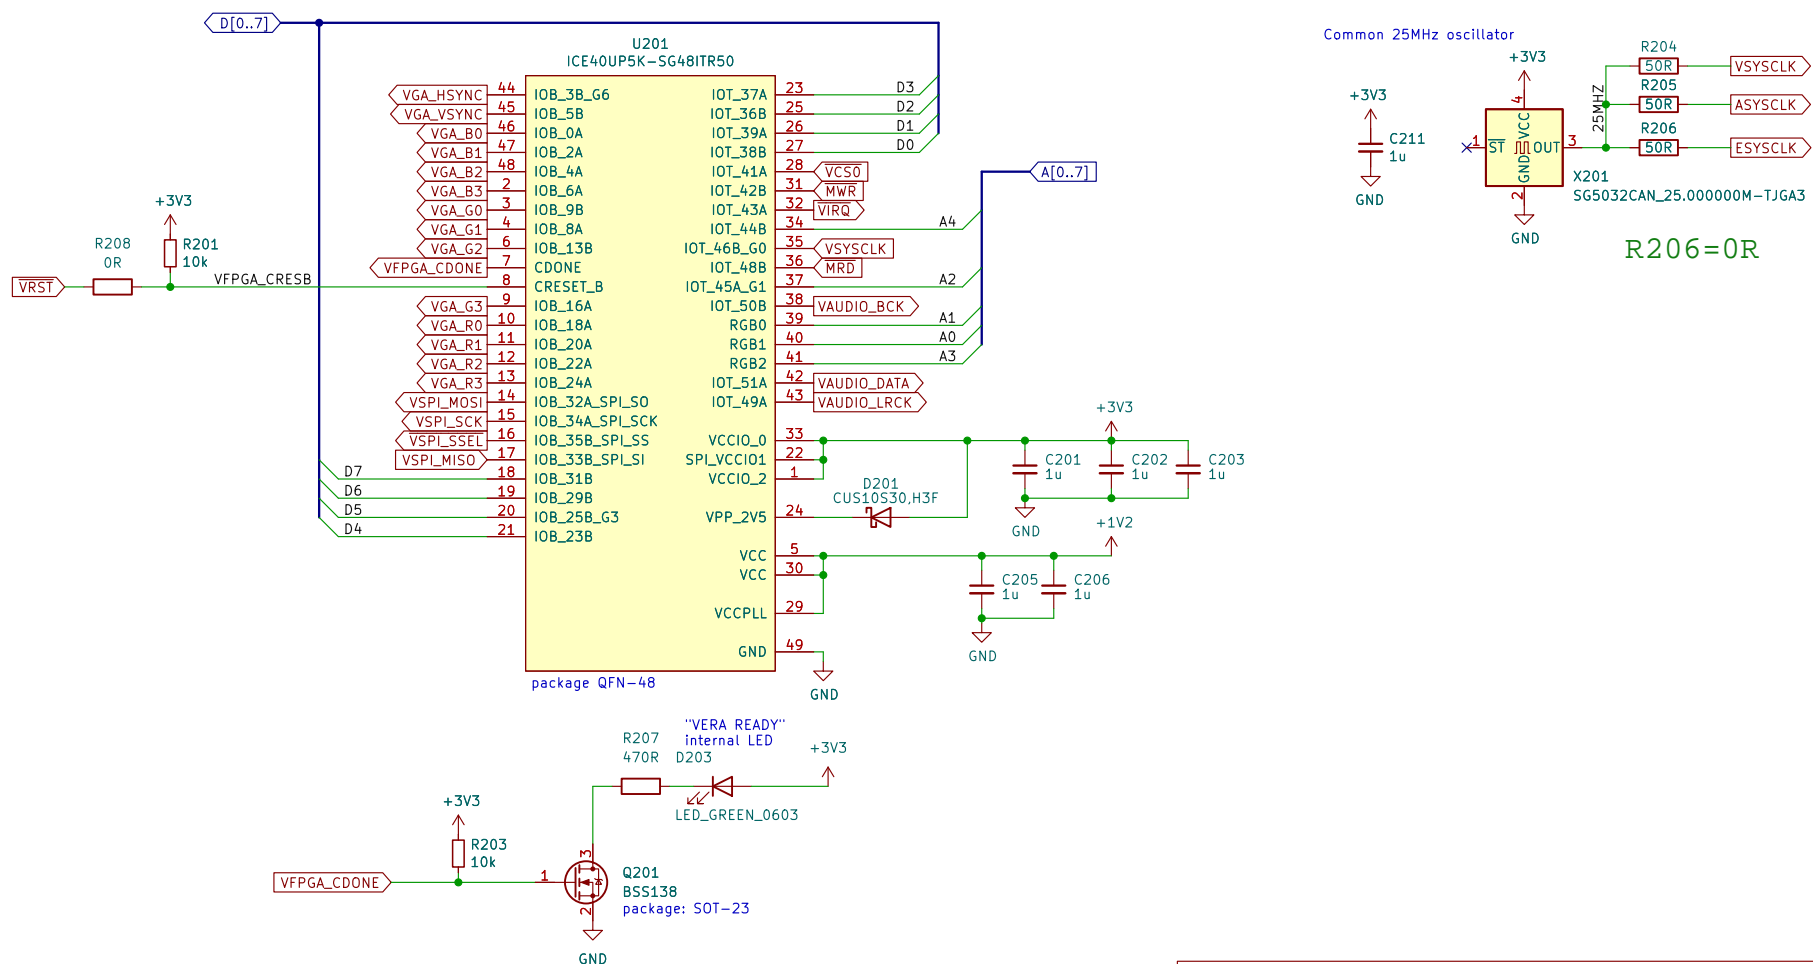 D[0..7]
U201
ICE40UP5K-SG48ITR50
VGA_HSYNC 44 IOB_3B_G6
VGA_VSYNC 45 IOB_5B
VGA_B0 46 IOB_0A
VGA_B1 47 IOB_2A
VGA_B2 48 IOB_4A
VGA_B3 2 IOB_6A
VGA_G0 3 IOB_9B
VGA_G1 4 IOB_8A
VGA_G2 6 IOB_13B
VFPGA_CDONE 7 CDONE
VFPGA_CRESB 8 CRESET_B
VGA_G3 9 IOB_16A
VGA_R0 10 IOB_18A
VGA_R1 11 IOB_20A
VGA_R2 12 IOB_22A
VGA_R3 13 IOB_24A
VSPI_MOSI 14 IOB_32A_SPI_SO
VSPI_SCK 15 IOB_34A_SPI_SCK
VSPI_SSEL 16 IOB_35B_SPI_SS
VSPI_MISO 17 IOB_33B_SPI_SI
D7 18 IOB_31B
D6 19 IOB_29B
D5 20 IOB_25B_G3
D4 21 IOB_23B
IOT_37A 23 D3
IOT_36B 25 D2
IOT_39A 26 D1
IOT_38B 27 D0
IOT_41A 28 VCS0
IOT_42B 31 MWR
IOT_43A 32 VIRQ
IOT_44B 34 A4
IOT_46B_G0 35 VSYSCLK
IOT_48B 36 MRD
IOT_45A_G1 37 A2
IOT_50B 38 VAUDIO_BCK
RGB0 39 A1
RGB1 40 A0
RGB2 41 A3
IOT_51A 42 VAUDIO_DATA
IOT_49A 43 VAUDIO_LRCK
VCCIO_0 33
SPI_VCCIO1 22
VCCIO_2 1
VPP_2V5 24
VCC 5
VCC 30
VCCPLL 29
GND 49
GND
package QFN-48
A[0..7]
VRST
R208
0R
+3V3
R201
10k
+3V3
C201
1u
C202
1u
C203
1u
GND
D201
CUS10S30,H3F
+1V2
C205
1u
C206
1u
GND
Common 25MHz oscillator
+3V3
C211
1u
GND
+3V3
4
VCC
1 ST
OUT 3
GND
2
GND
X201
SG5032CAN_25.000000M-TJGA3
25MHZ
R204
50R
VSYSCLK
R205
50R
ASYSCLK
R206
50R
ESYSCLK
R206=0R
"VERA READY"
internal LED
R207
470R
D203
LED_GREEN_0603
+3V3
+3V3
R203
10k
VFPGA_CDONE
1
3
2
Q201
BSS138
package: SOT-23
GND